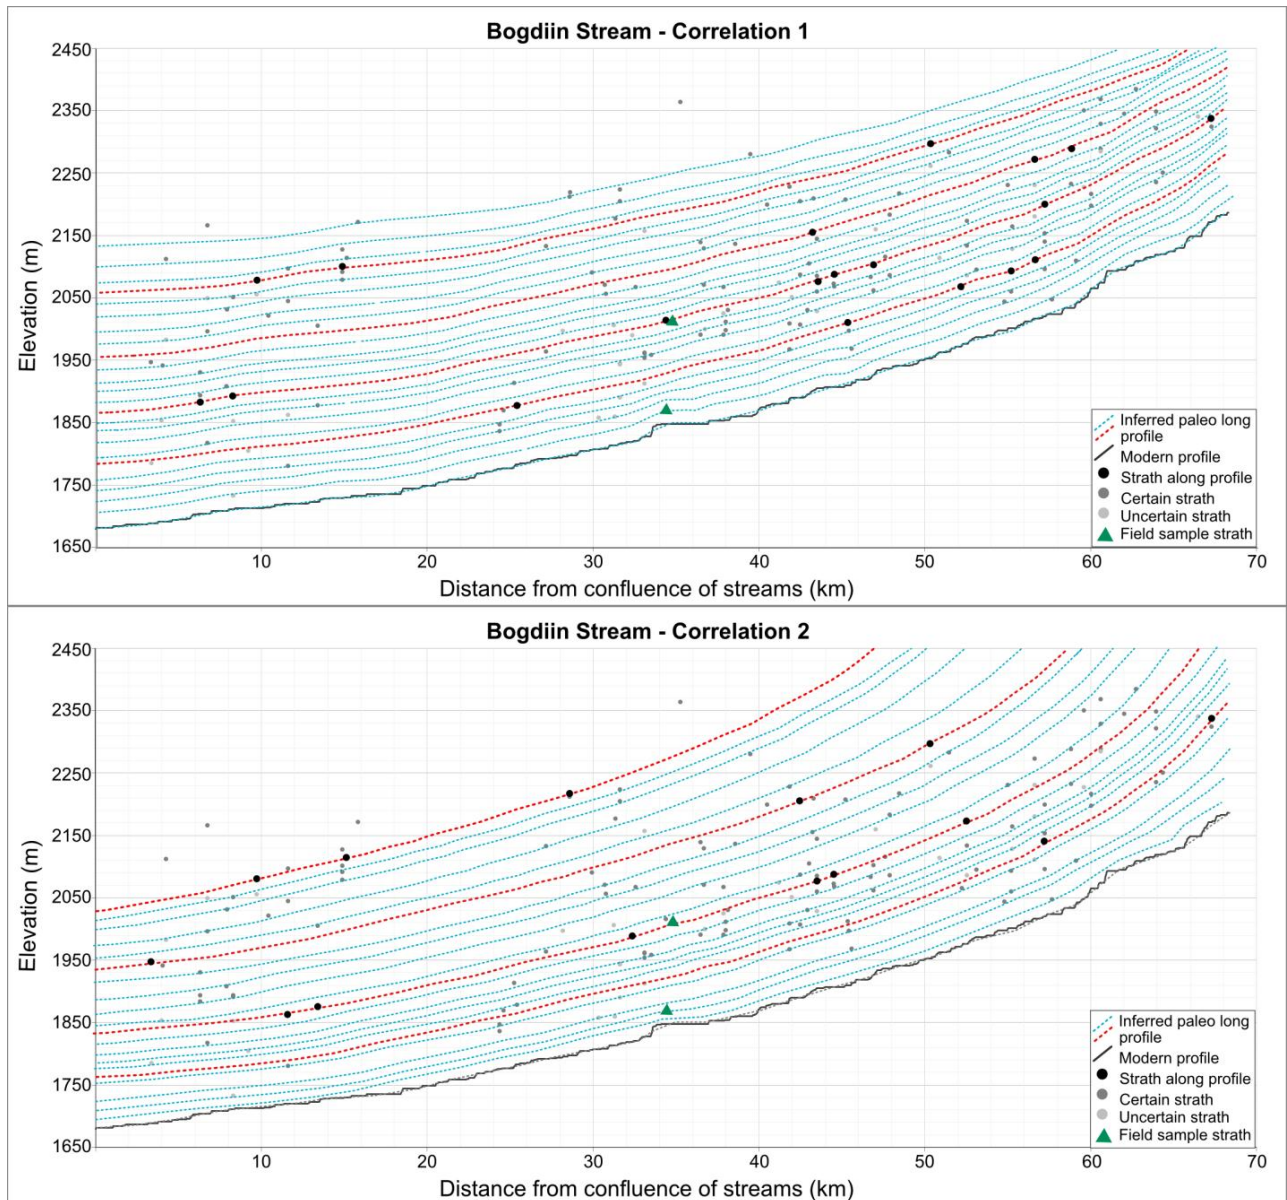 Bogdiin Stream - Correlation 1
2450
2350
2250
2150
2050
1950
1850
1750
1650
Elevation (m)
10
20
30
40
50
60
70
Distance from confluence of streams (km)
Inferred paleo long
profile
Modern profile
Strath along profile
Certain strath
Uncertain strath
Field sample strath
Bogdiin Stream - Correlation 2
2450
2350
2250
2150
2050
1950
1850
1750
1650
Elevation (m)
10
20
30
40
50
60
70
Distance from confluence of streams (km)
Inferred paleo long
profile
Modern profile
Strath along profile
Certain strath
Uncertain strath
Field sample strath